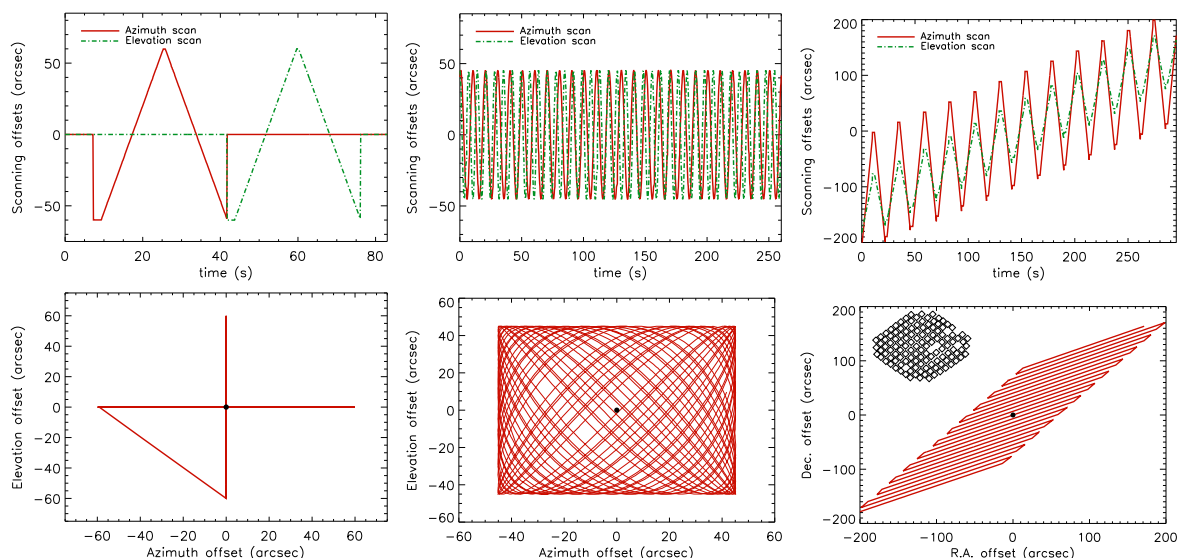 Azimuth scan
Elevation scan
Scanning offsets (arcsec)
50
0
−50
0 20 40 60 80
time (s)
Azimuth scan
Elevation scan
Scanning offsets (arcsec)
50
0
−50
0 50 100 150 200 250
time (s)
Azimuth scan
Elevation scan
Scanning offsets (arcsec)
200
100
0
−100
−200
0 50 100 150 200 250
time (s)
Elevation offset (arcsec)
60
40
20
0
−20
−40
−60
−60 −40 −20 0 20 40 60
Azimuth offset (arcsec)
Elevation offset (arcsec)
60
40
20
0
−20
−40
−60
−60 −40 −20 0 20 40 60
Azimuth offset (arcsec)
Dec. offset (arcsec)
200
100
0
−100
−200
−200 −100 0 100 200
R.A. offset (arcsec)